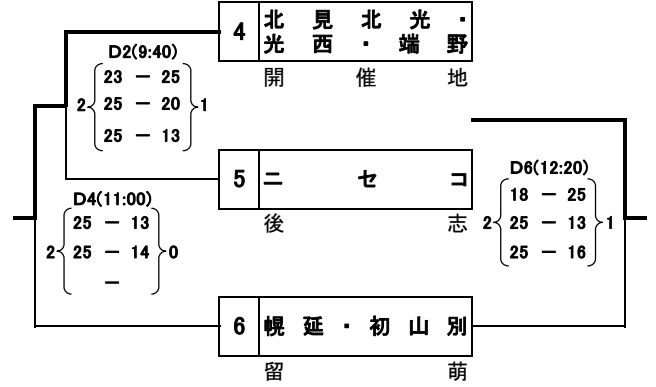 4 北見北光・
光西・端野
開催地
D2(9:40)
23 － 25
2 25 － 20 1
25 － 13
5 ニセコ
後志
D4(11:00)
25 － 13
2 25 － 14 0
－
D6(12:20)
18 － 25
2 25 － 13 1
25 － 16
6 幌延・初山別
留萌